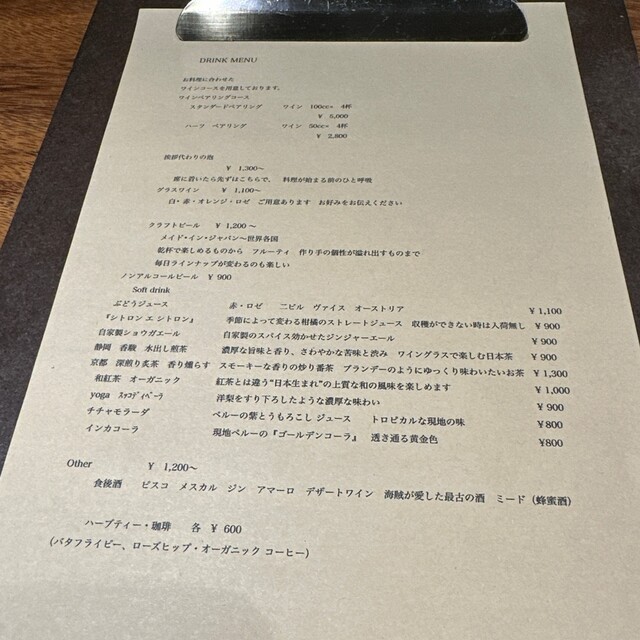 DRINK MENU
お料理に合わせた
ワインコースを用意しております。
ワインペアリングコース
スタンダードペアリング ワイン 100cc× 4杯
¥ 5,000
ハーフ ペアリング ワイン 50cc× 4杯
¥ 2,800
挨拶代わりの泡
¥ 1,300〜
席に着いたら先ずはこちらで、 料理が始まる前のひと呼吸
グラスワイン ¥ 1,100〜
白・赤・オレンジ・ロゼ ご用意あります お好みをお伝えください
クラフトビール ¥ 1,200 〜
メイド・イン・ジャパン〜世界各国
乾杯で楽しめるものから フルーティ 作り手の個性が溢れ出すものまで
毎日ラインナップが変わるのも楽しい
ノンアルコールビール ¥ 900
Soft drink
ぶどうジュース 赤・ロゼ 二ビル ヴァイス オーストリア ¥ 1,100
『シトロン エ シトロン』 季節によって変わる柑橘のストレートジュース 収穫ができない時は入荷無し ¥ 900
自家製ショウガエール 自家製のスパイス効かせたジンジャーエール ¥ 900
静岡 香駿 水出し煎茶 濃厚な旨味と香り、さわやかな苦味と渋み ワイングラスで楽しむ日本茶 ¥ 900
京都 深煎り炙茶 香り燻らす スモーキーな香りの炒り番茶 ブランデーのようにゆっくり味わいたいお茶 ¥ 1,300
和紅茶 オーガニック 紅茶とは違う"日本生まれ"の上質な和の風味を楽しめます ¥ 1,000
yoga ｽｯｺﾃﾞｨﾍﾟｰﾗ 洋梨をすり下ろしたような濃厚な味わい ¥ 900
チチャモラーダ ペルーの紫とうもろこし ジュース トロピカルな現地の味 ¥800
インカコーラ 現地ペルーの『ゴールデンコーラ』 透き通る黄金色 ¥800
Other ¥ 1,200〜
食後酒 ピスコ メスカル ジン アマーロ デザートワイン 海賊が愛した最古の酒 ミード（蜂蜜酒）
ハーブティー・珈琲 各 ¥ 600
(バタフライピー、ローズヒップ・オーガニック コーヒー)